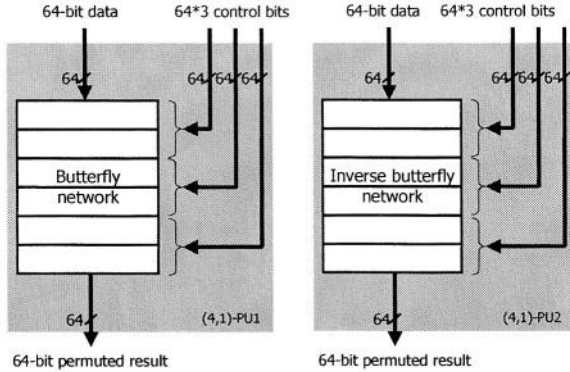 64-bit data
64*3 control bits
64
64
64
64
Butterfly
network
64
(4,1)-PU1
64-bit permuted result
64-bit data
64*3 control bits
64
64
64
64
Inverse butterfly
network
64
(4,1)-PU2
64-bit permuted result